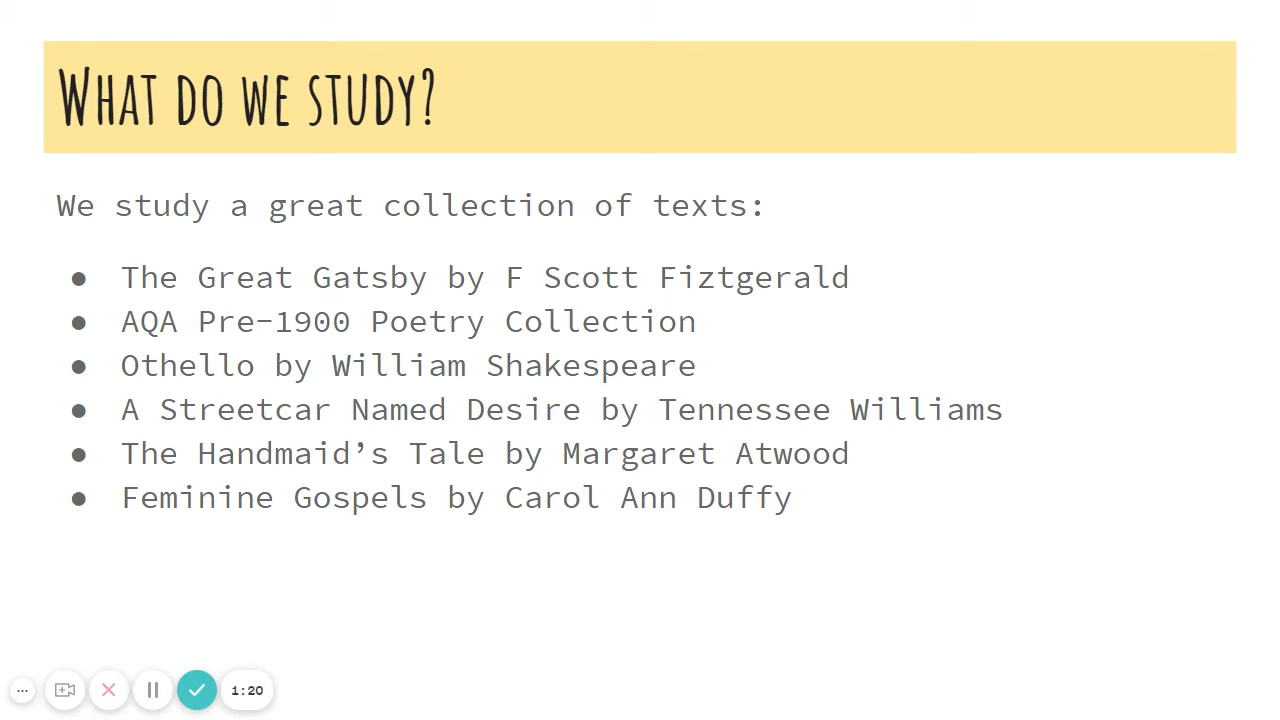 What do we study?
We study a great collection of texts:
● The Great Gatsby by F Scott Fiztgerald
● AQA Pre-1900 Poetry Collection
● Othello by William Shakespeare
● A Streetcar Named Desire by Tennessee Williams
● The Handmaid’s Tale by Margaret Atwood
● Feminine Gospels by Carol Ann Duffy
1:20